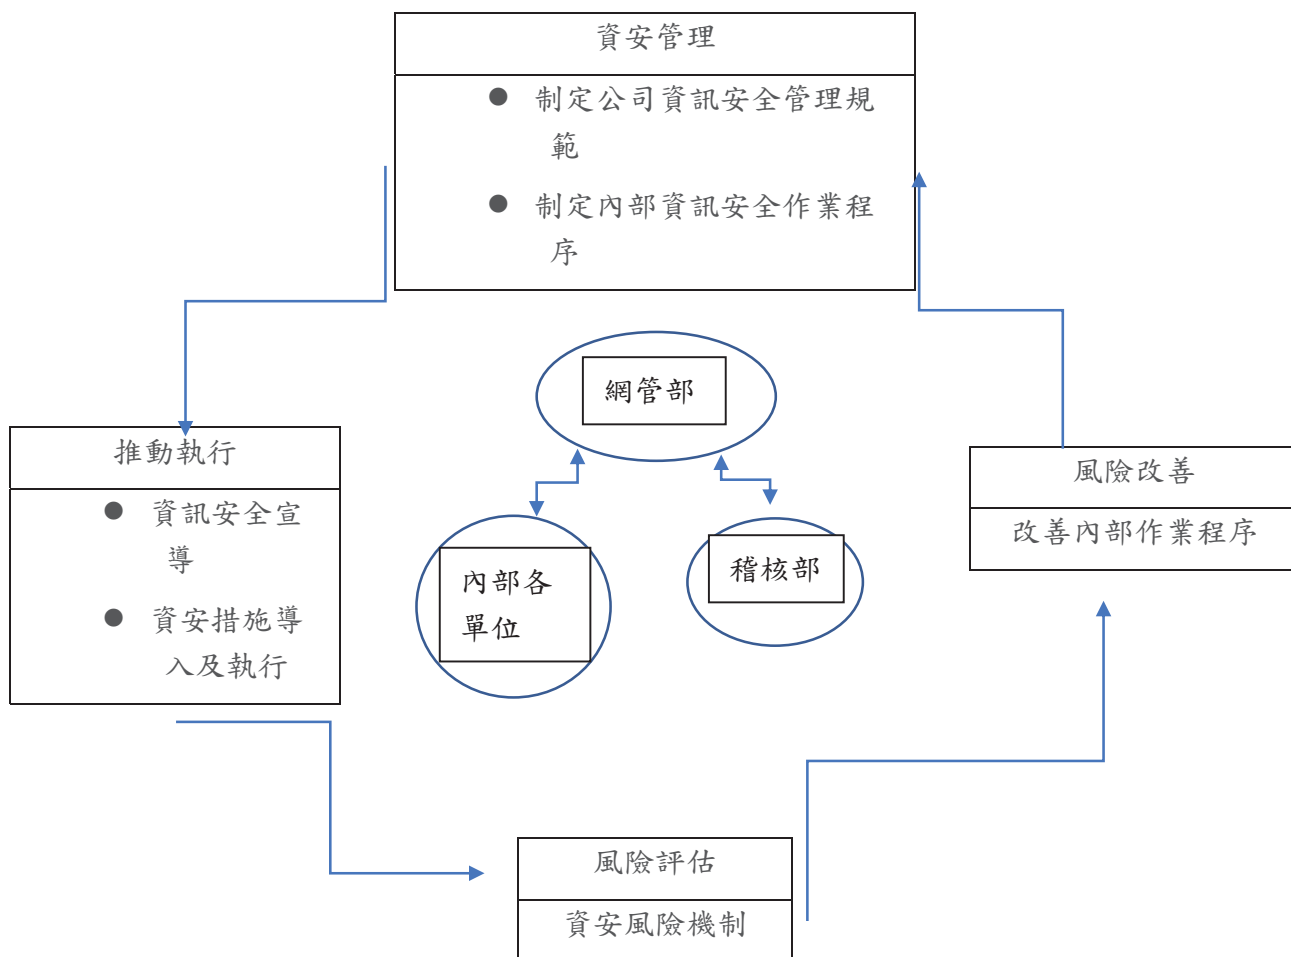 資安管理
● 制定公司資訊安全管理規
範
● 制定內部資訊安全作業程
序
網管部
推動執行
● 資訊安全宣
導
● 資安措施導
入及執行
內部各
單位
稽核部
風險改善
改善內部作業程序
風險評估
資安風險機制